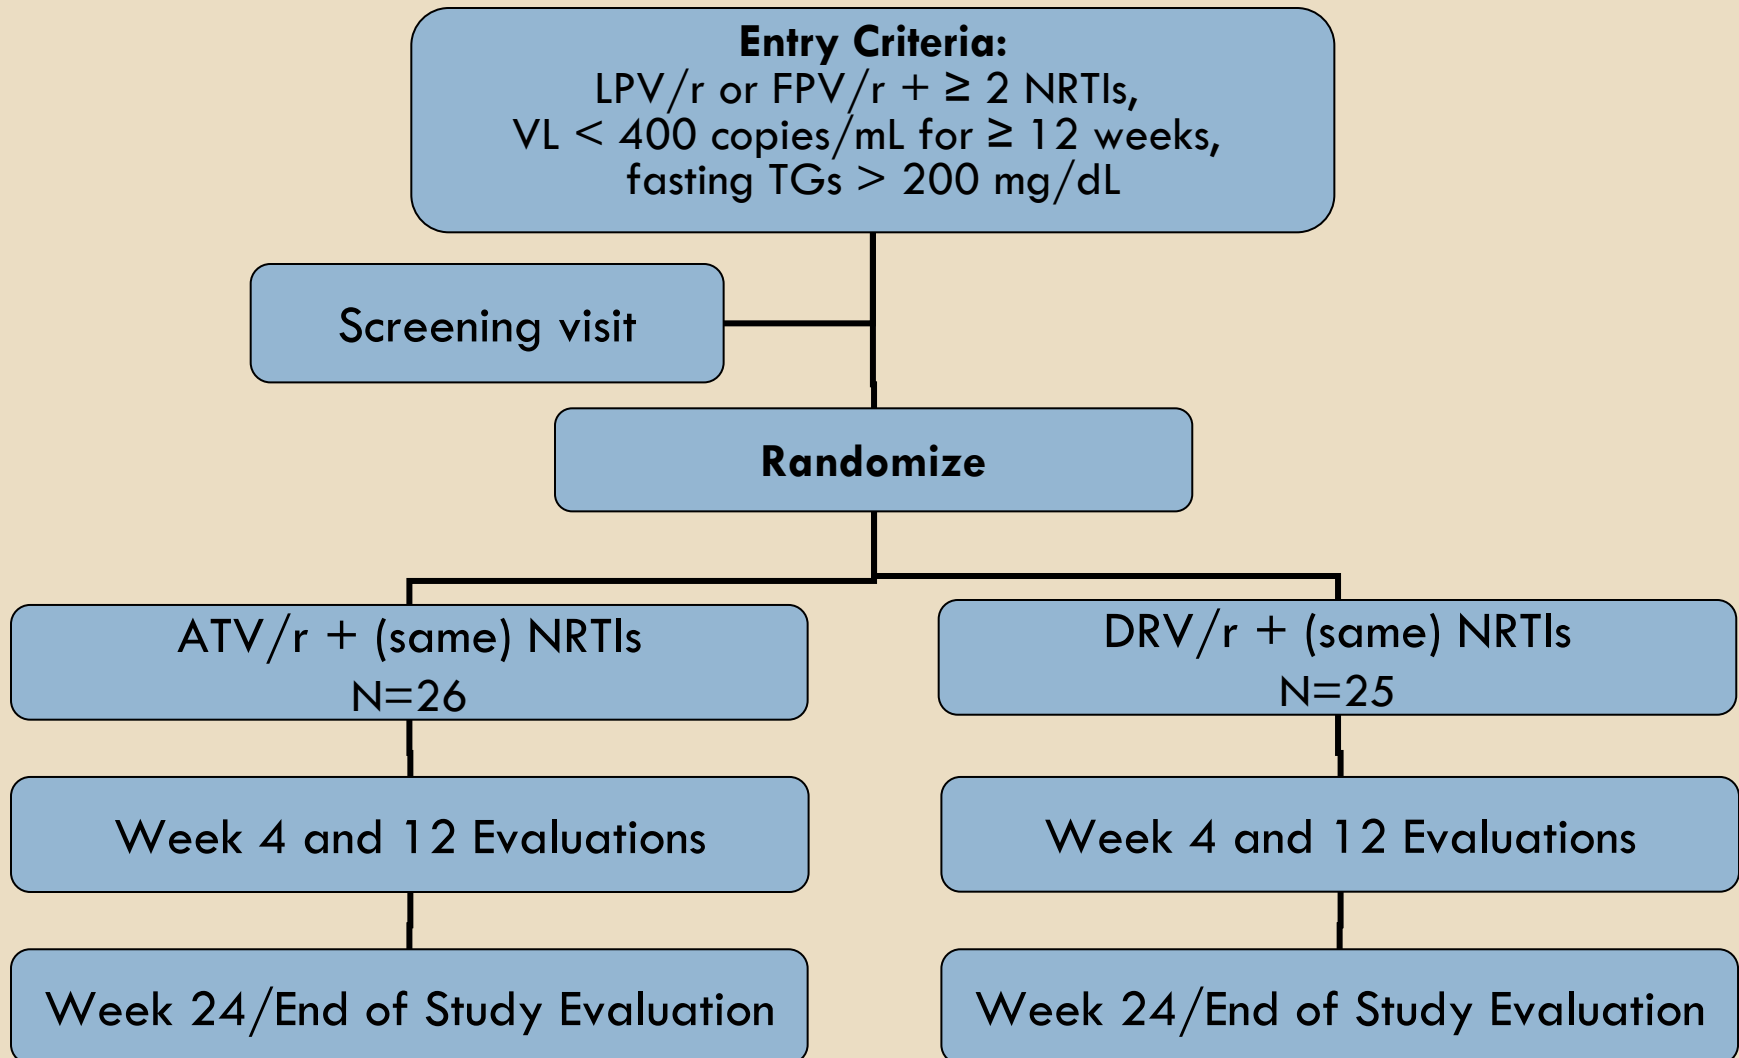 Entry Criteria:
LPV/r or FPV/r + ≥ 2 NRTIs,
VL < 400 copies/mL for ≥ 12 weeks,
fasting TGs > 200 mg/dL
Screening visit
Randomize
ATV/r + (same) NRTIs
N=26
DRV/r + (same) NRTIs
N=25
Week 4 and 12 Evaluations
Week 4 and 12 Evaluations
Week 24/End of Study Evaluation
Week 24/End of Study Evaluation